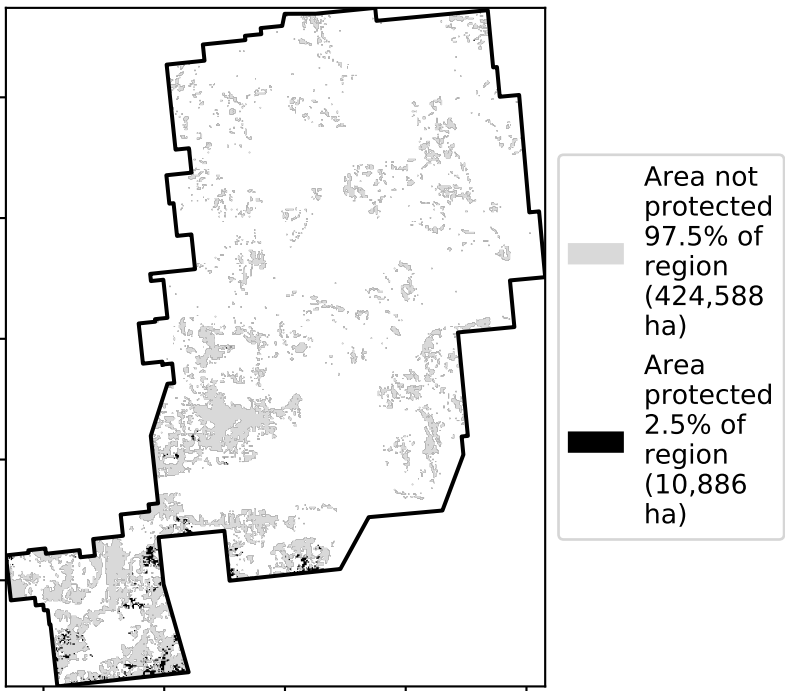 Area not
protected
97.5% of
region
(424,588
ha)
Area
protected
2.5% of
region
(10,886
ha)